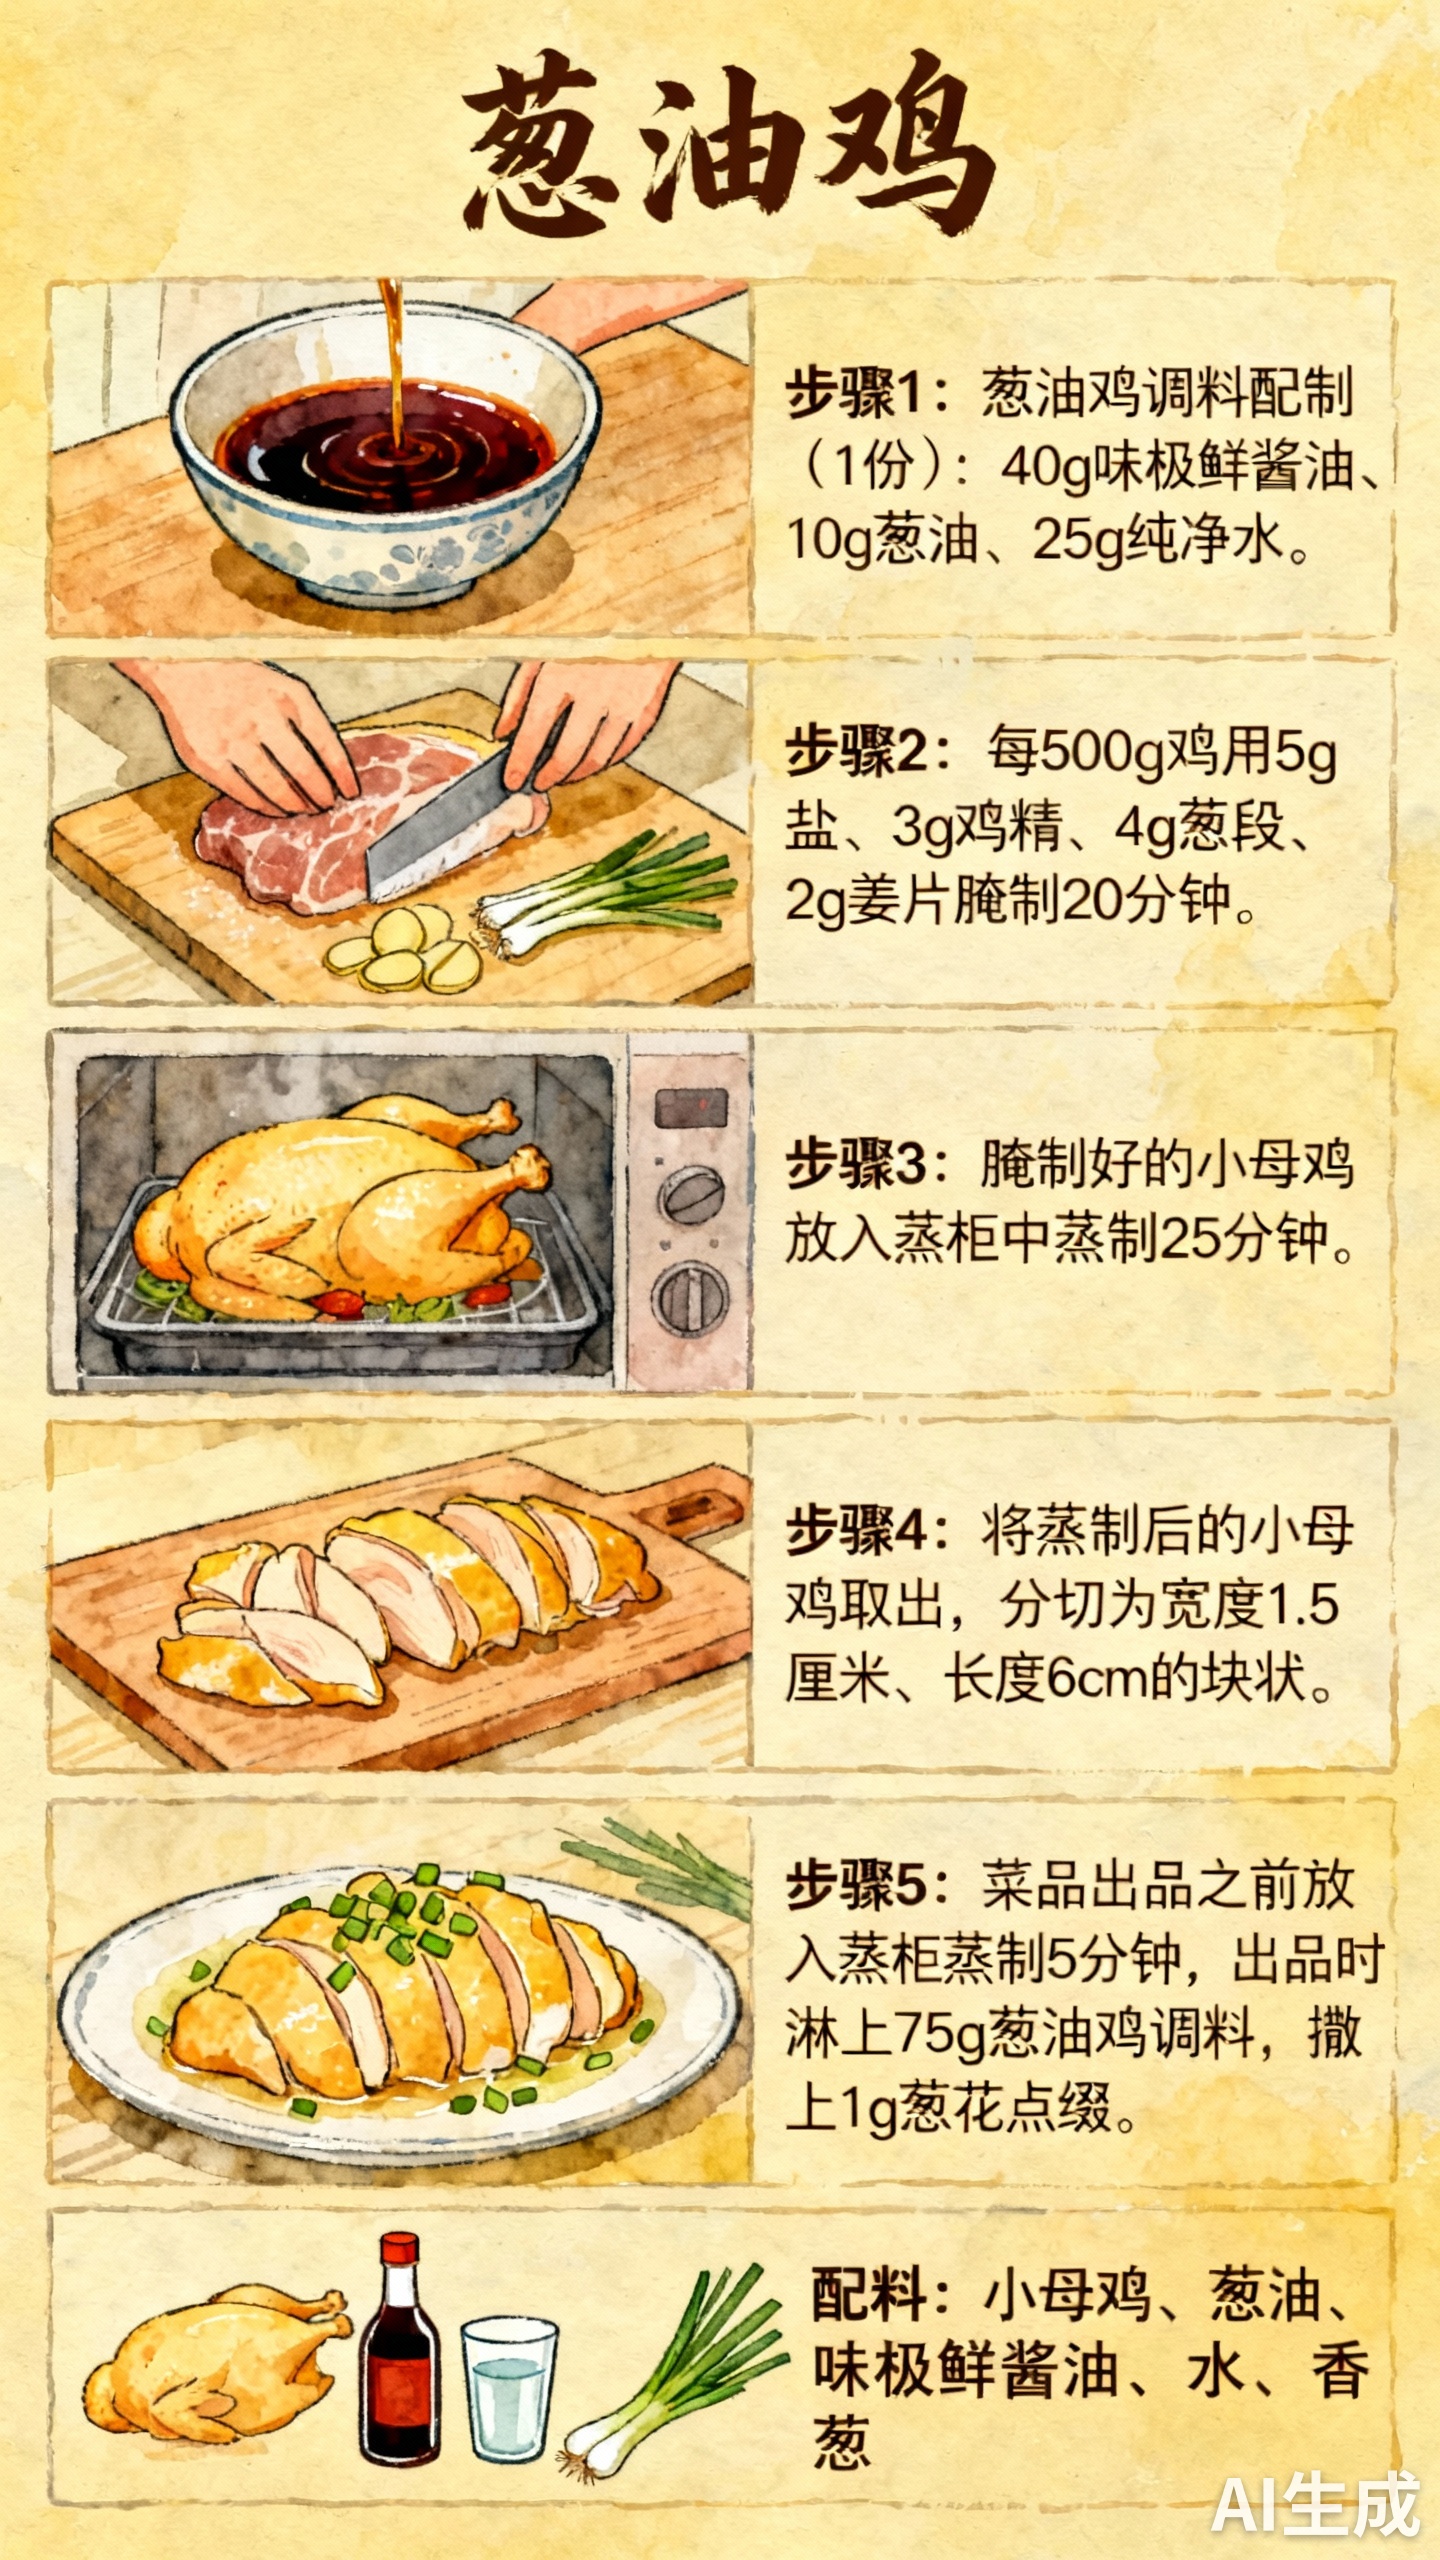 葱油鸡
步骤1：葱油鸡调料配制
（1份）：40g味极鲜酱油、
10g葱油、25g纯净水。
步骤2：每500g鸡用5g
盐、3g鸡精、4g葱段、
2g姜片腌制20分钟。
步骤3：腌制好的小母鸡
放入蒸柜中蒸制25分钟。
步骤4：将蒸制后的小母
鸡取出，分切为宽度1.5
厘米、长度6cm的块状。
步骤5：菜品出品之前放
入蒸柜蒸制5分钟，出品时
淋上75g葱油鸡调料，撒
上1g葱花点缀。
配料：小母鸡、葱油、
味极鲜酱油、水、香
葱
AI生成